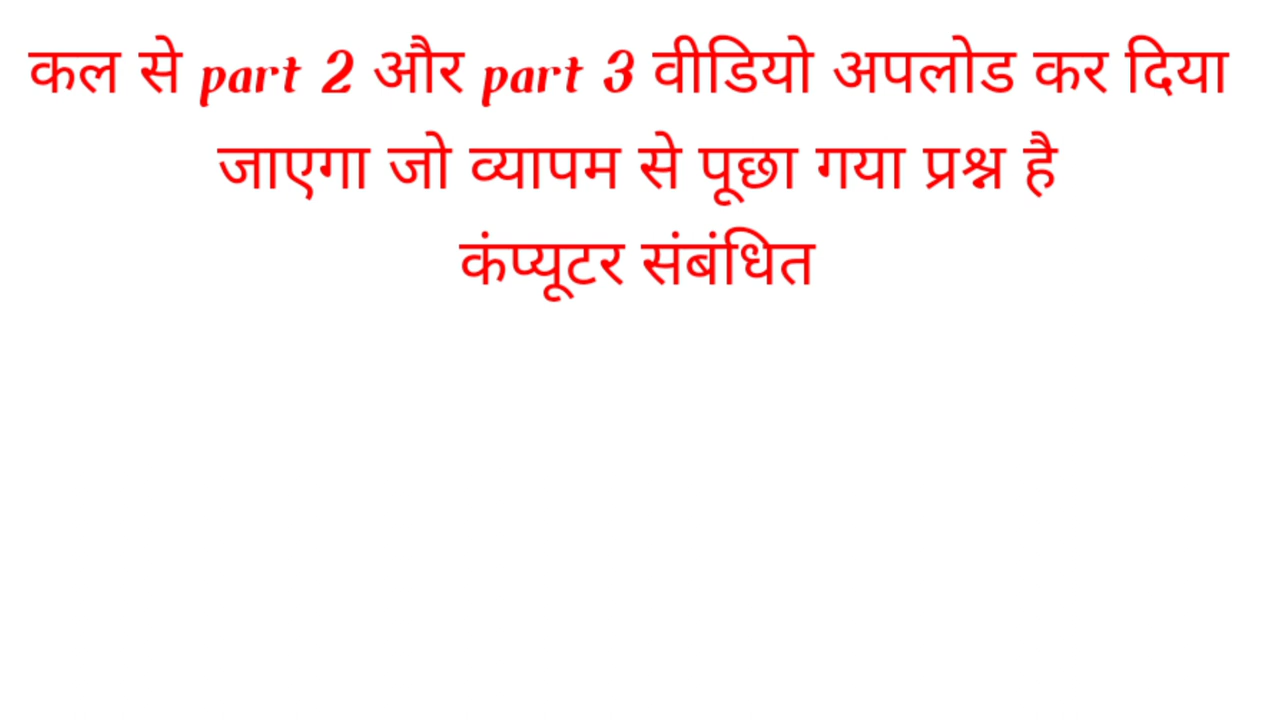 कल से part 2 और part 3 वीडियो अपलोड कर दिया
जाएगा जो व्यापम से पूछा गया प्रश्न है
कंप्यूटर संबंधित